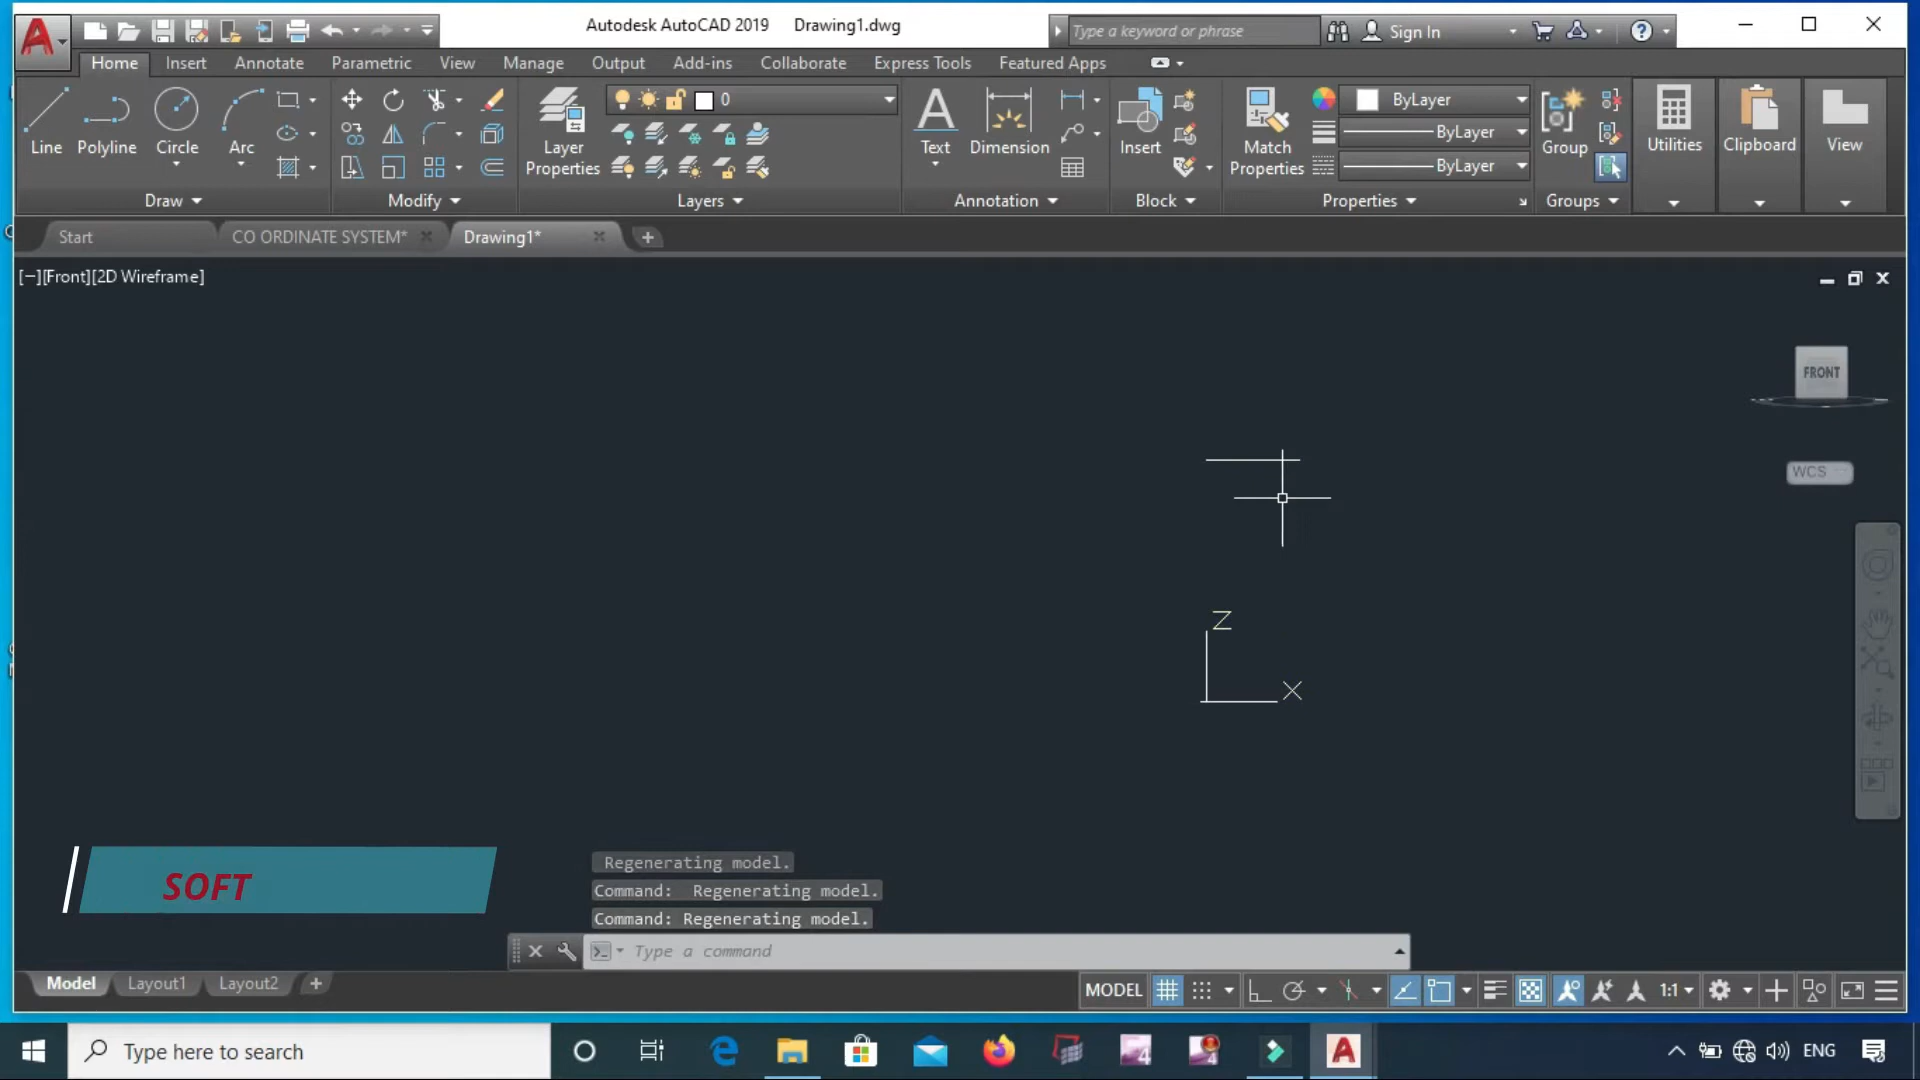 Autodesk AutoCAD 2019 Drawing1.dwg
Type a keyword or phrase
Sign In
Home Insert Annotate Parametric View Manage Output Add-ins Collaborate Express Tools Featured Apps
Line Polyline Circle Arc
Layer Properties
0
Text Dimension
Insert
Match Properties
ByLayer
ByLayer
ByLayer
Group
Utilities Clipboard View
Draw Modify Layers Annotation Block Properties Groups
Start CO ORDINATE SYSTEM* Drawing1*
[−][Front][2D Wireframe]
FRONT
WCS
Z
X
SOFT
Regenerating model.
Command: Regenerating model.
Command: Regenerating model.
Type a command
Model Layout1 Layout2
MODEL 1:1
Type here to search
ENG